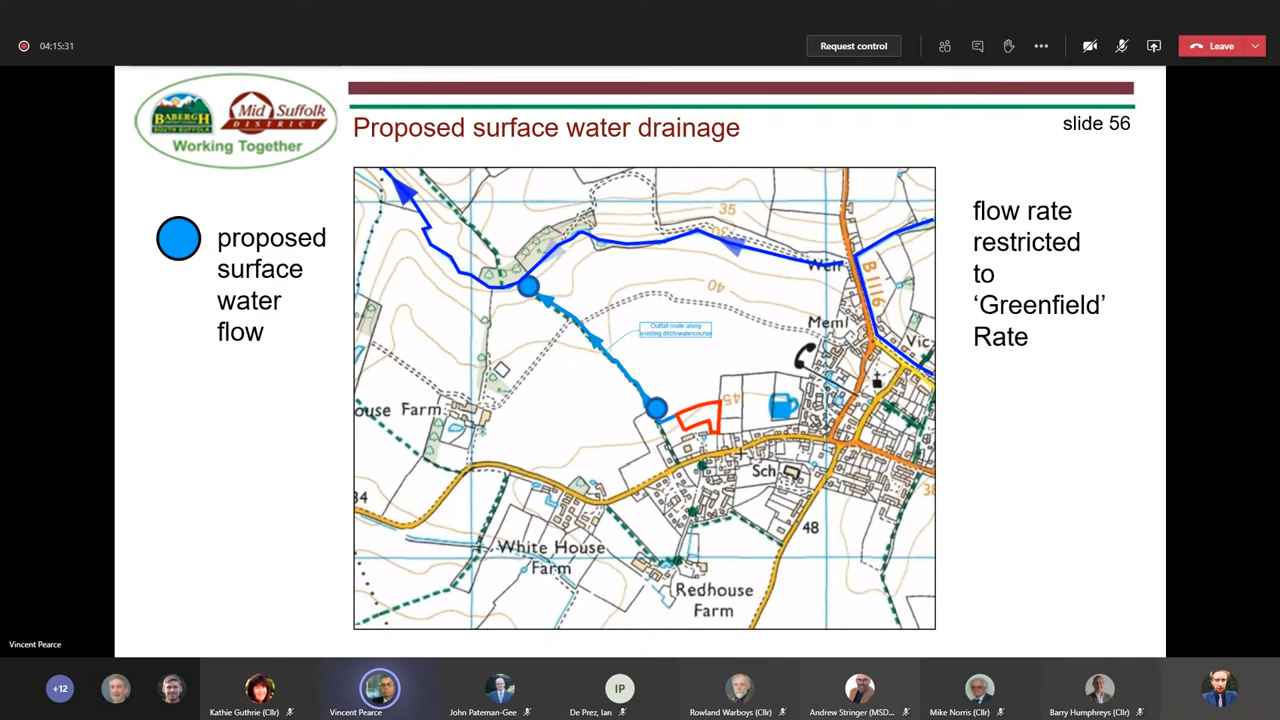 04:15:31
Request control
Leave
BABERGH
SOUTH SUFFOLK
Mid Suffolk
DISTRICT
Working Together
Proposed surface water drainage
slide 56
proposed
surface
water
flow
flow rate
restricted
to
‘Greenfield’
Rate
35
30
Weir
B 1116
40
Meml
Vic
Outfall route along
existing ditch/watercourse
45
ouse Farm
Sch
34
48
38
White House
Farm
Redhouse
Farm
Vincent Pearce
+12
Kathie Guthrie (Cllr)
Vincent Pearce
John Pateman-Gee
IP
De Prez, Ian
Rowland Warboys (Cllr)
Andrew Stringer (MSD...
Mike Norris (Cllr)
Barry Humphreys (Cllr)